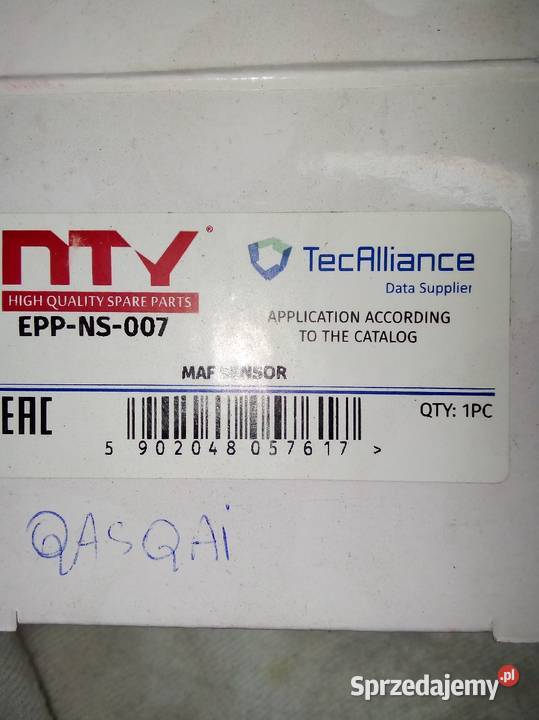 NTY®
HIGH QUALITY SPARE PARTS
EPP-NS-007
TecAlliance
Data Supplier
APPLICATION ACCORDING
TO THE CATALOG
MAF SENSOR
EAC
QTY: 1PC
5 902048 057617 >
QASQAi
Sprzedajemy.pl